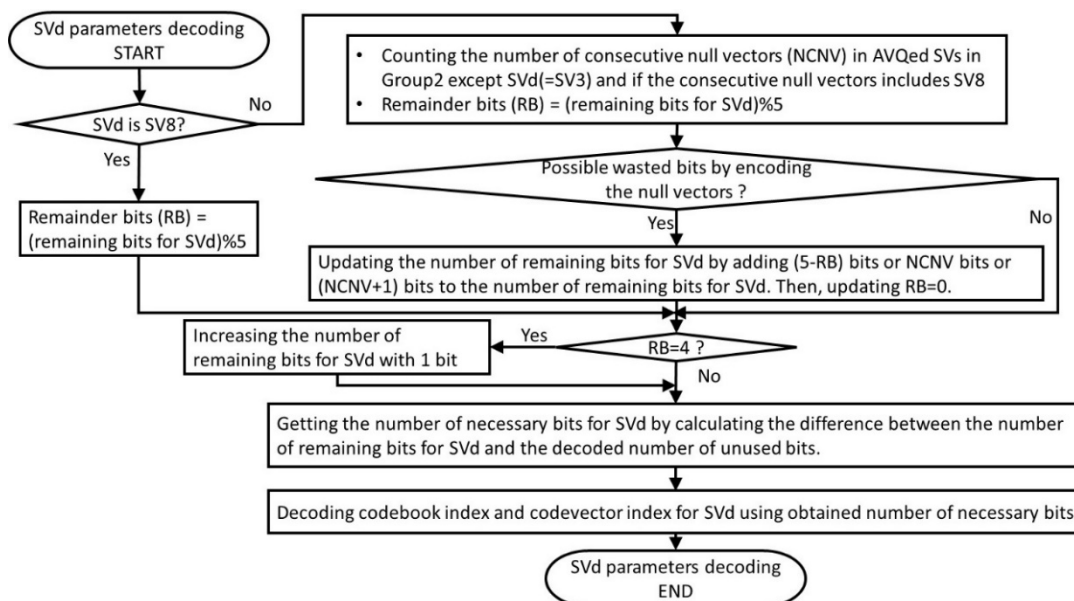 SVd parameters decoding
START
SVd is SV8?
No
Yes
Remainder bits (RB) =
(remaining bits for SVd)%5
• Counting the number of consecutive null vectors (NCNV) in AVQed SVs in
Group2 except SVd(=SV3) and if the consecutive null vectors includes SV8
• Remainder bits (RB) = (remaining bits for SVd)%5
Possible wasted bits by encoding
the null vectors ?
Yes
No
Updating the number of remaining bits for SVd by adding (5-RB) bits or NCNV bits or
(NCNV+1) bits to the number of remaining bits for SVd. Then, updating RB=0.
RB=4 ?
Yes
Increasing the number of
remaining bits for SVd with 1 bit
No
Getting the number of necessary bits for SVd by calculating the difference between the number
of remaining bits for SVd and the decoded number of unused bits.
Decoding codebook index and codevector index for SVd using obtained number of necessary bits
SVd parameters decoding
END